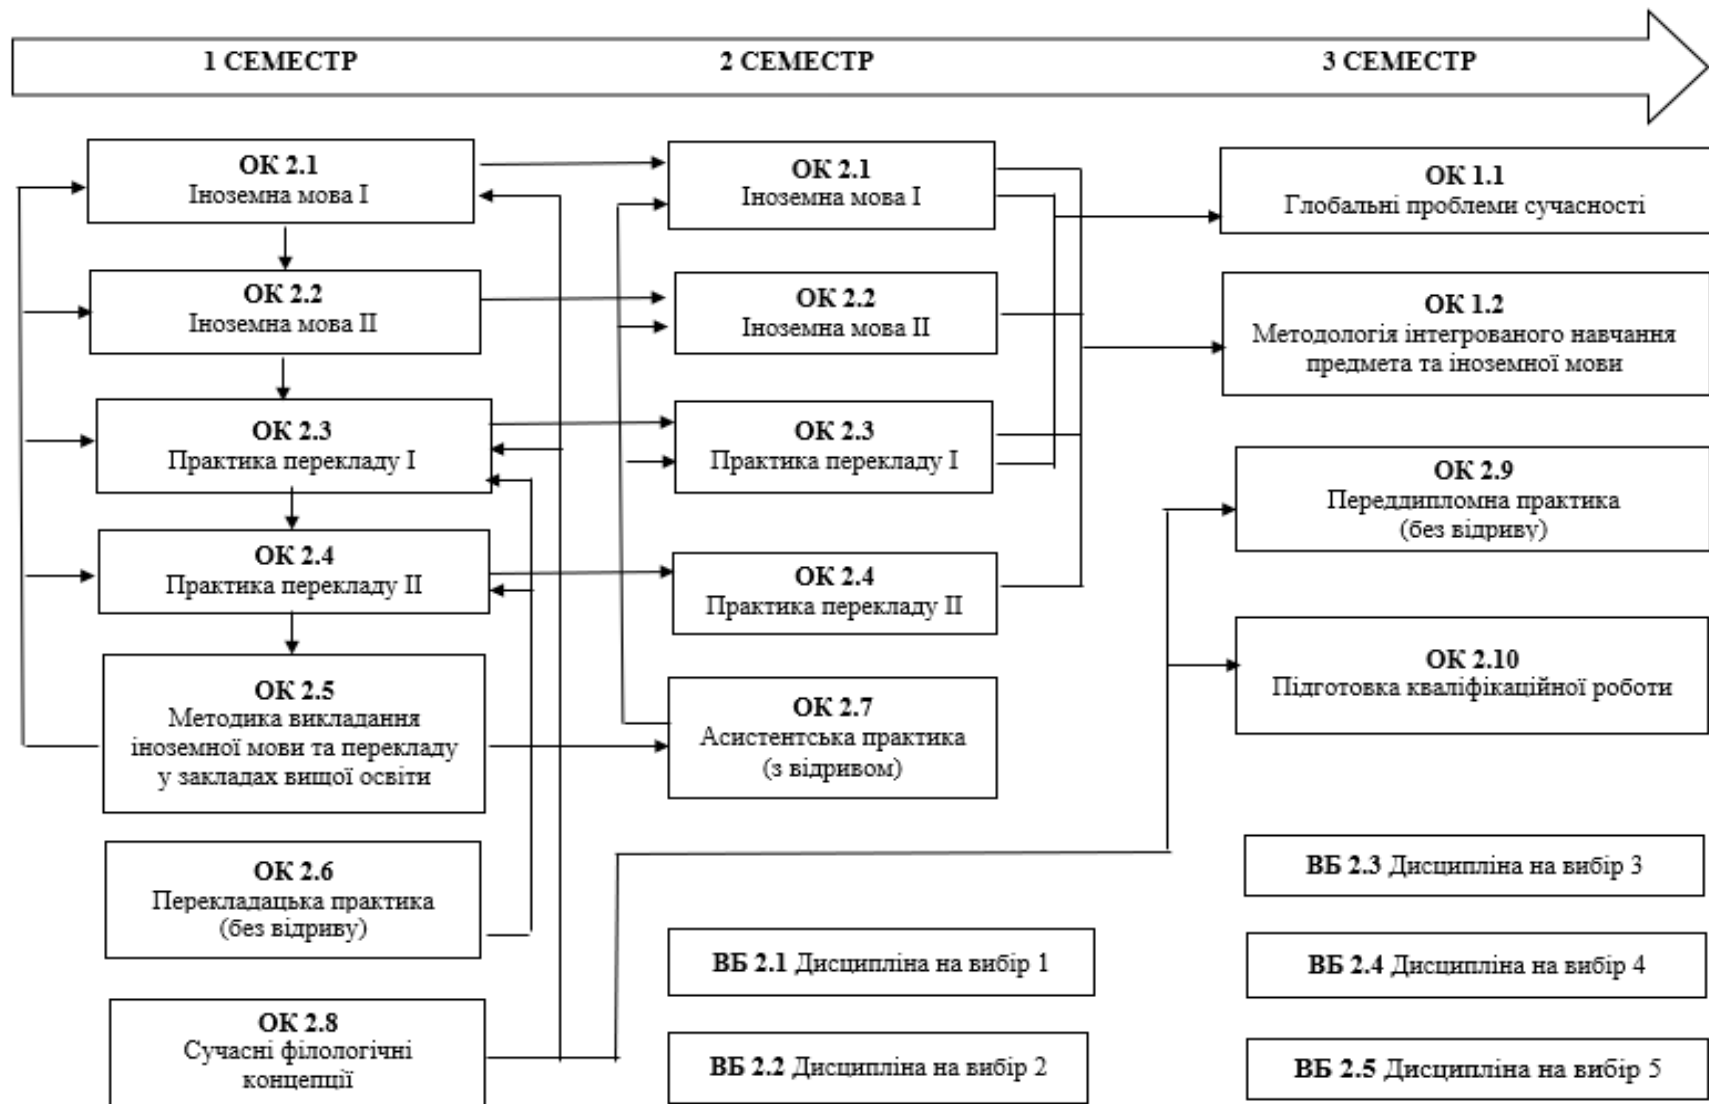 1 СЕМЕСТР
2 СЕМЕСТР
3 СЕМЕСТР
ОК 2.1
Іноземна мова І
ОК 2.2
Іноземна мова ІІ
ОК 2.3
Практика перекладу І
ОК 2.4
Практика перекладу ІІ
ОК 2.5
Методика викладання
іноземної мови та перекладу
у закладах вищої освіти
ОК 2.6
Перекладацька практика
(без відриву)
ОК 2.8
Сучасні філологічні
концепції
ОК 2.1
Іноземна мова І
ОК 2.2
Іноземна мова ІІ
ОК 2.3
Практика перекладу І
ОК 2.4
Практика перекладу ІІ
ОК 2.7
Асистентська практика
(з відривом)
ВБ 2.1 Дисципліна на вибір 1
ВБ 2.2 Дисципліна на вибір 2
ОК 1.1
Глобальні проблеми сучасності
ОК 1.2
Методологія інтегрованого навчання
предмета та іноземної мови
ОК 2.9
Переддипломна практика
(без відриву)
ОК 2.10
Підготовка кваліфікаційної роботи
ВБ 2.3 Дисципліна на вибір 3
ВБ 2.4 Дисципліна на вибір 4
ВБ 2.5 Дисципліна на вибір 5